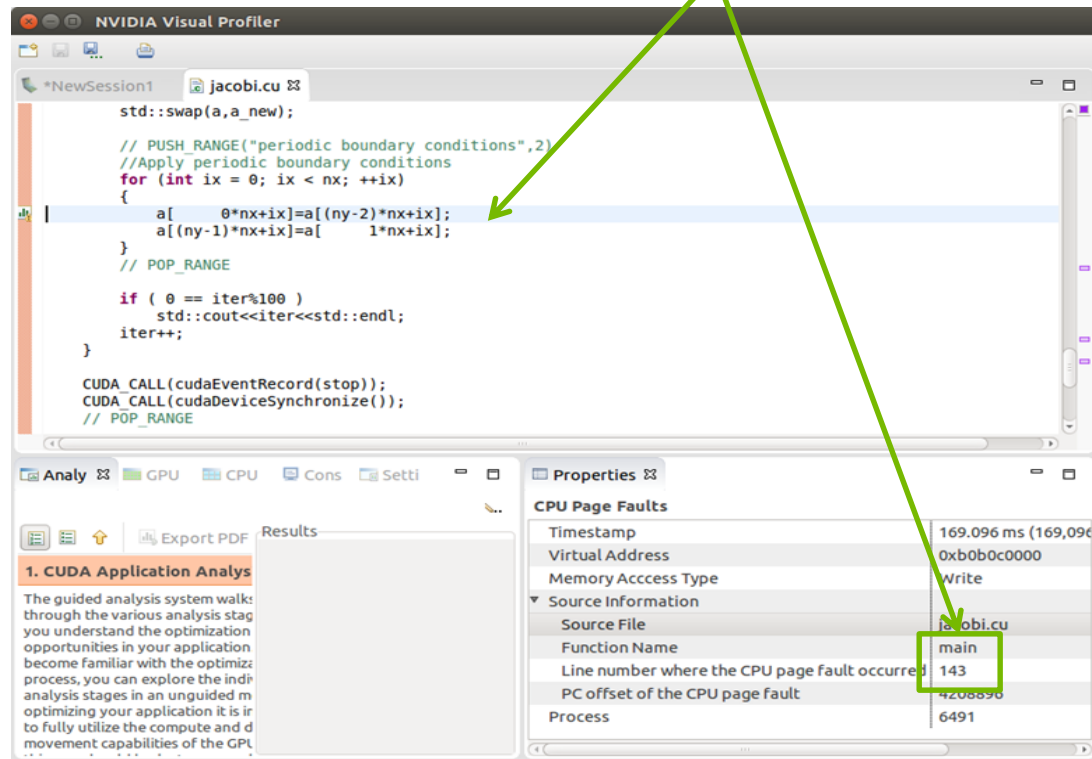 NVIDIA Visual Profiler
*NewSession1 jacobi.cu
std::swap(a,a_new);
// PUSH_RANGE("periodic boundary conditions",2)
//Apply periodic boundary conditions
for (int ix = 0; ix < nx; ++ix)
{
a[      0*nx+ix]=a[(ny-2)*nx+ix];
a[(ny-1)*nx+ix]=a[      1*nx+ix];
}
// POP_RANGE
if ( 0 == iter%100 )
std::cout<<iter<<std::endl;
iter++;
}
CUDA_CALL(cudaEventRecord(stop));
CUDA_CALL(cudaDeviceSynchronize());
// POP_RANGE
Analy GPU CPU Cons Setti
Export PDF
Results
1. CUDA Application Analys
The guided analysis system walks
through the various analysis stag
you understand the optimization
opportunities in your application
become familiar with the optimiza
process, you can explore the indiv
analysis stages in an unguided m
optimizing your application it is ir
to fully utilize the compute and d
movement capabilities of the GPU
Properties
CPU Page Faults
Timestamp 169.096 ms (169,096
Virtual Address 0xb0b0c0000
Memory Acccess Type Write
Source Information
Source File jacobi.cu
Function Name main
Line number where the CPU page fault occurred 143
PC offset of the CPU page fault 4208896
Process 6491